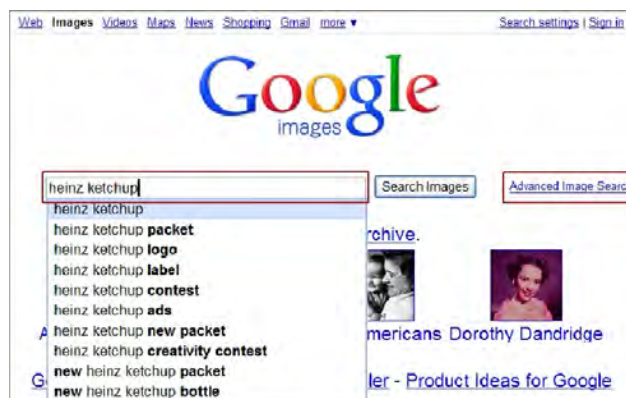 Web Images Videos Maps News Shopping Gmail more ▼ Search settings | Sign in
Google
images
heinz ketchup Search Images Advanced Image Searc
heinz ketchup
heinz ketchup packet
rchive.
heinz ketchup logo
heinz ketchup label
heinz ketchup contest
heinz ketchup ads
heinz ketchup new packet
A mericans Dorothy Dandridge
heinz ketchup creativity contest
new heinz ketchup packet
G ler - Product Ideas for Google
new heinz ketchup bottle